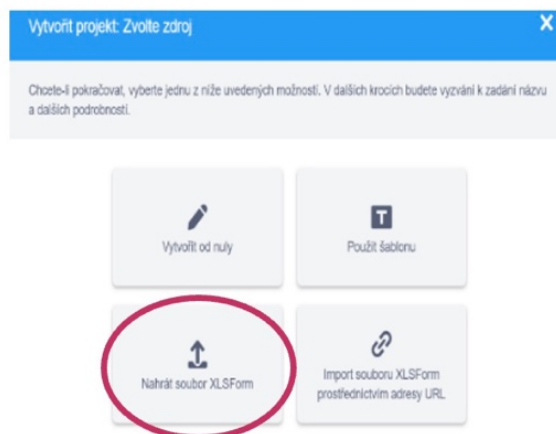 Vytvořit projekt: Zvolte zdroj
Chcete-li pokračovat, vyberte jednu z níže uvedených možností. V dalších krocích budete vyzváni k zadání názvu
a dalších podrobností.
Vytvořit od nuly
Použít šablonu
Nahrát soubor XLSForm
Import souboru XLSForm
prostřednictvím adresy URL